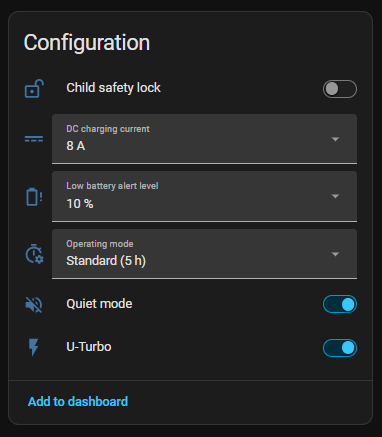 Configuration
Child safety lock
DC charging current
8 A
Low battery alert level
10 %
Operating mode
Standard (5 h)
Quiet mode
U-Turbo
Add to dashboard